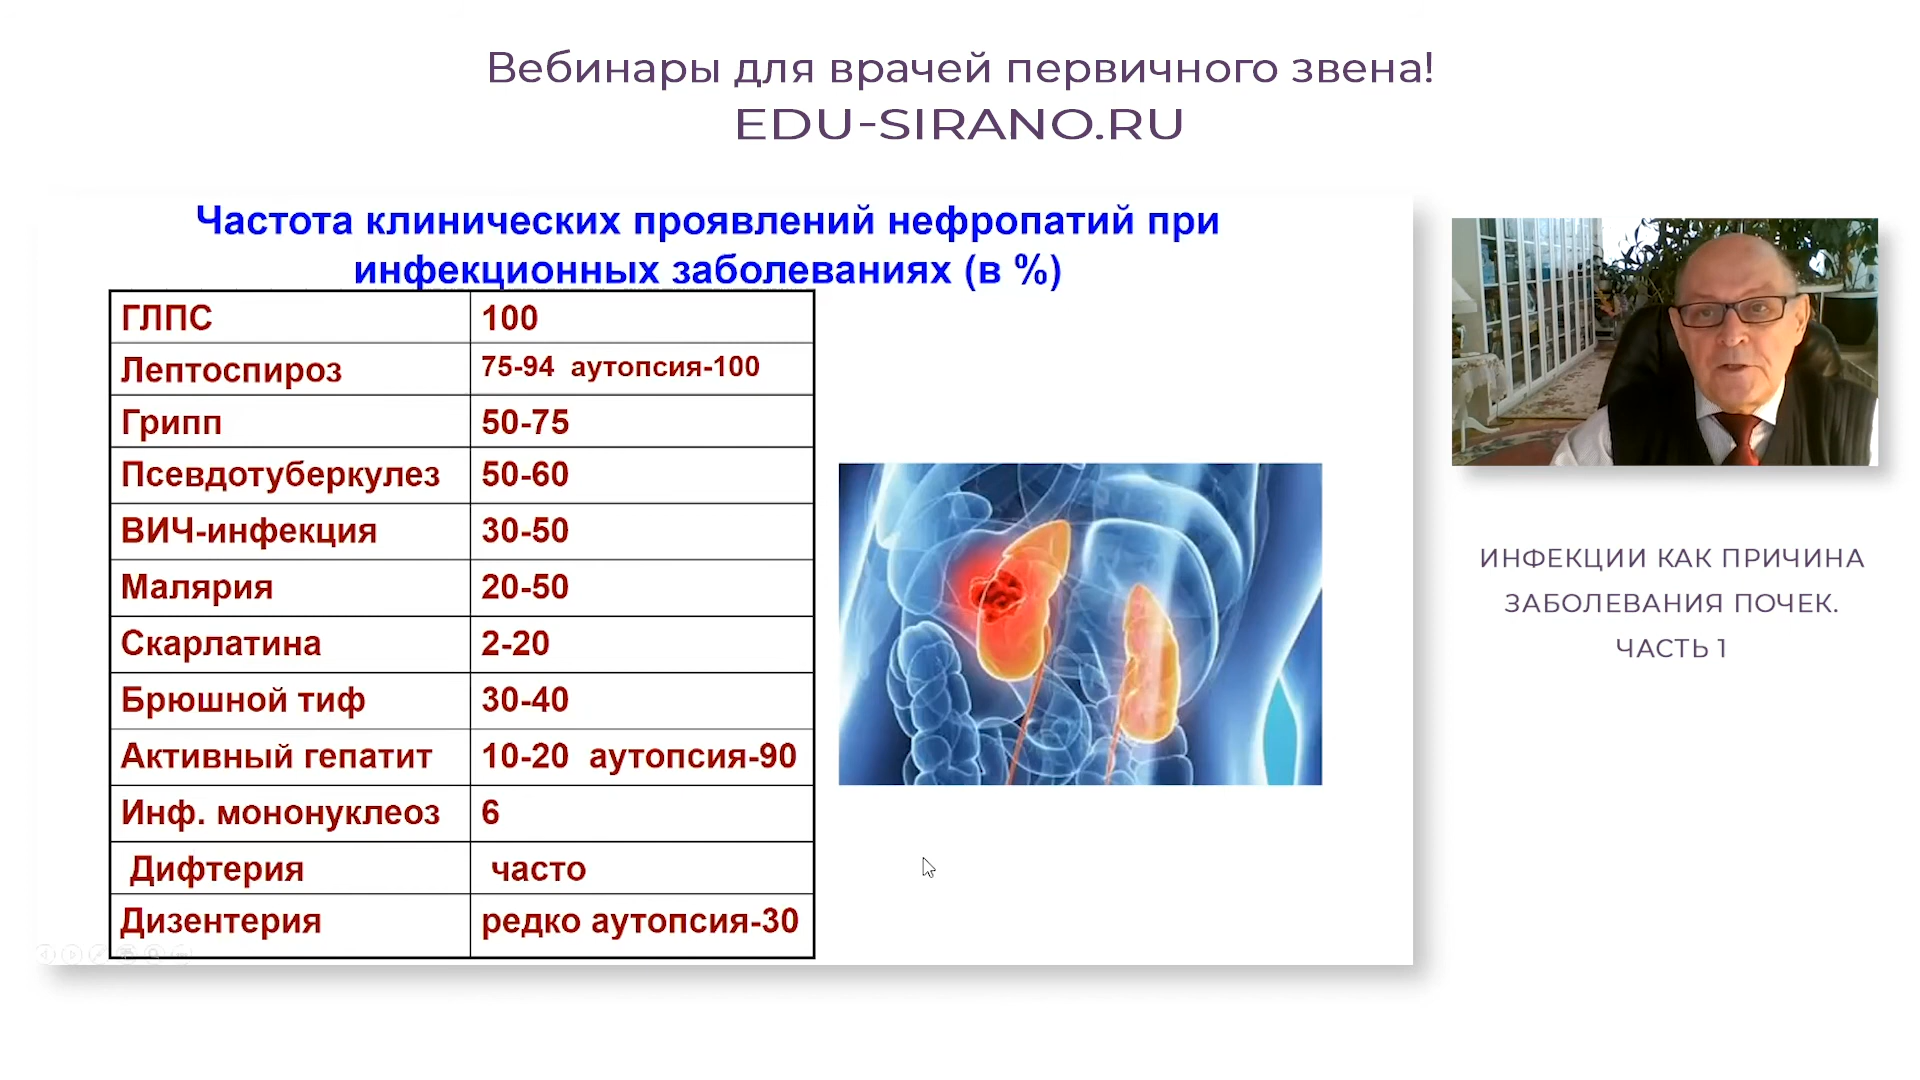 Вебинары для врачей первичного звена!
EDU-SIRANO.RU
Частота клинических проявлений нефропатий при
инфекционных заболеваниях (в %)
ГЛПС 100
Лептоспироз 75-94 аутопсия-100
Грипп 50-75
Псевдотуберкулез 50-60
ВИЧ-инфекция 30-50
Малярия 20-50
Скарлатина 2-20
Брюшной тиф 30-40
Активный гепатит 10-20 аутопсия-90
Инф. мононуклеоз 6
Дифтерия часто
Дизентерия редко аутопсия-30
ИНФЕКЦИИ КАК ПРИЧИНА
ЗАБОЛЕВАНИЯ ПОЧЕК.
ЧАСТЬ 1